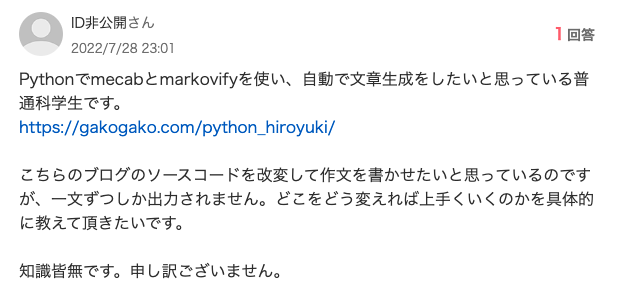 ID非公開さん
2022/7/28 23:01
1回答
Pythonでmecabとmarkovifyを使い、自動で文章生成をしたいと思っている普
通科学生です。
https://gakogako.com/python_hiroyuki/
こちらのブログのソースコードを改変して作文を書かせたいと思っているのです
が、一文ずつしか出力されません。どこをどう変えれば上手くいくのかを具体的
に教えて頂きたいです。
知識皆無です。申し訳ございません。